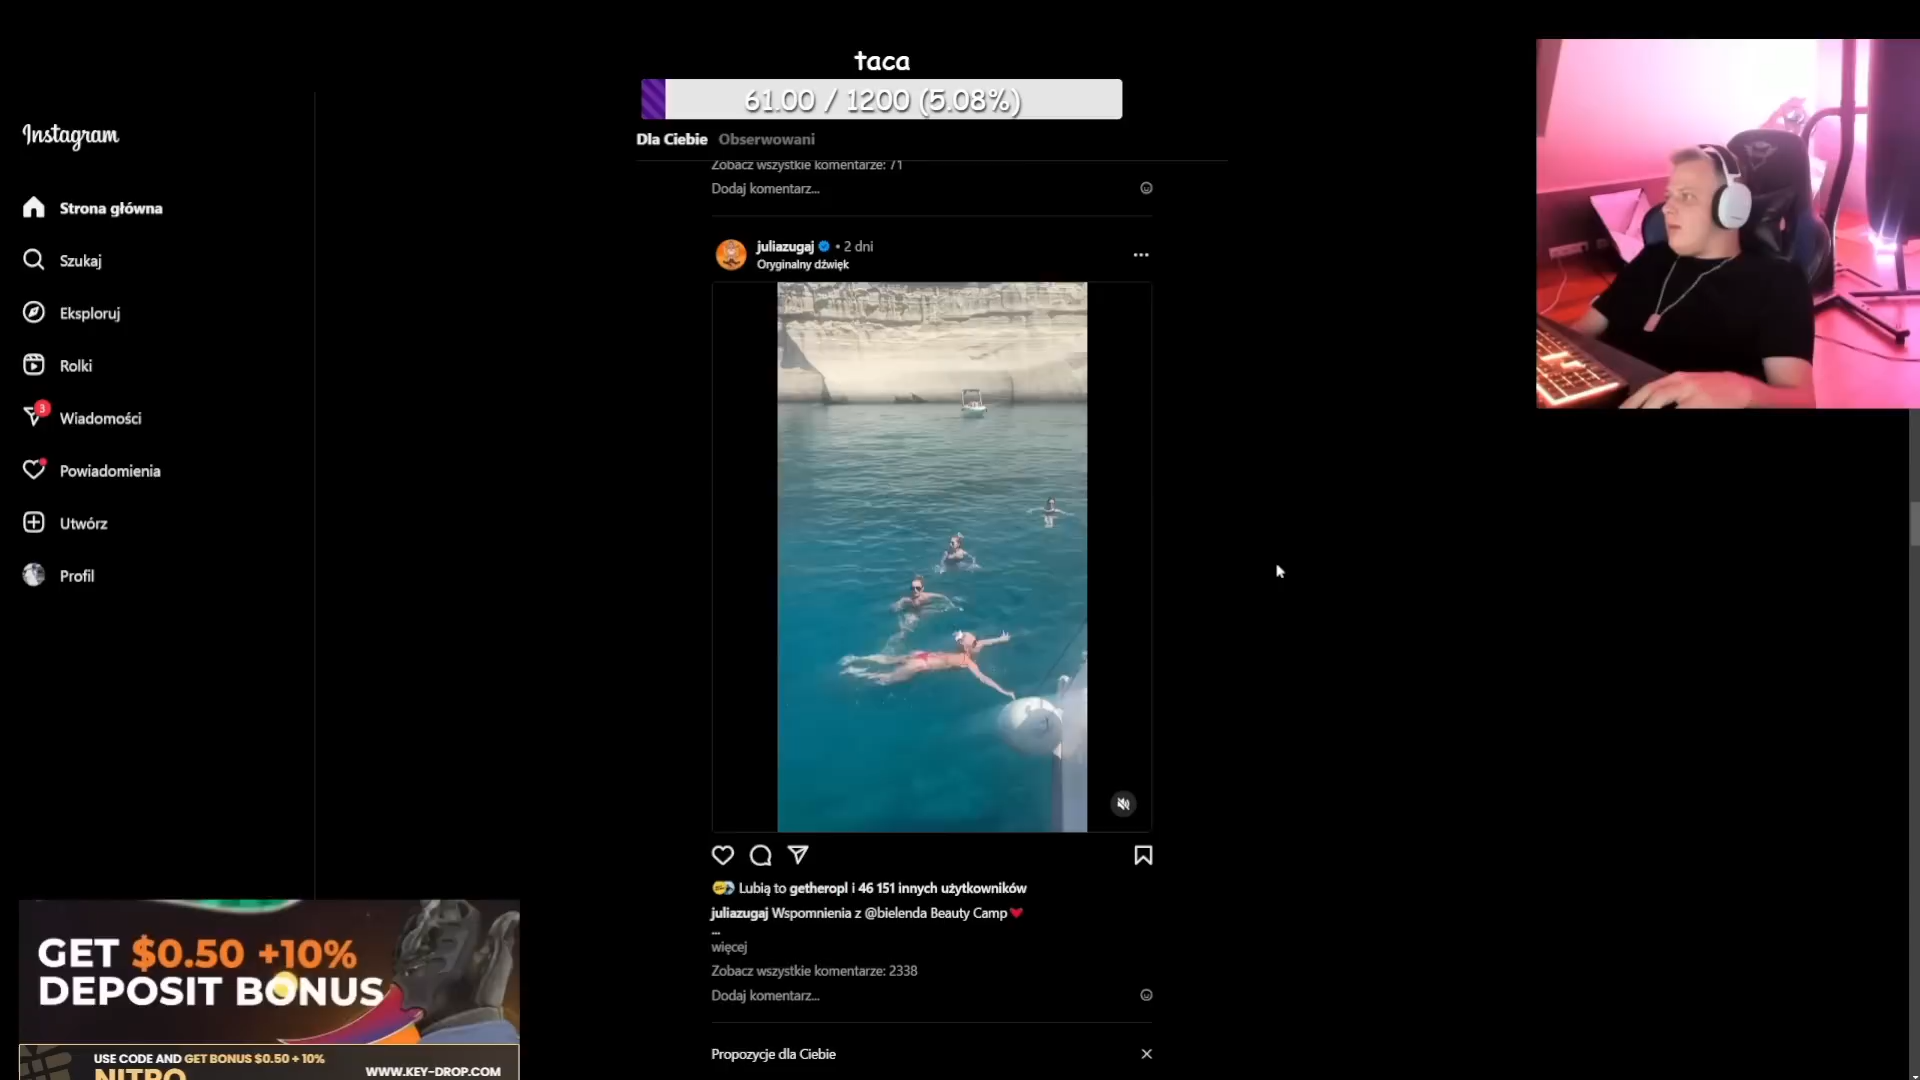 taca
61.00 / 1200 (5.08%)
Instagram
Dla Ciebie Obserwowani
Zobacz wszystkie komentarze: 71
Dodaj komentarz...
Strona główna
Szukaj
Eksploruj
Rolki
3
Wiadomości
Powiadomienia
Utwórz
Profil
juliazugaj • 2 dni
Oryginalny dźwięk
Lubią to getheropl i 46 151 innych użytkowników
juliazugaj Wspomnienia z @bielenda Beauty Camp
...
więcej
Zobacz wszystkie komentarze: 2338
Dodaj komentarz...
Propozycje dla Ciebie
GET $0.50 +10%
DEPOSIT BONUS
USE CODE AND GET BONUS $0.50 + 10%
NITRO
WWW.KEY-DROP.COM